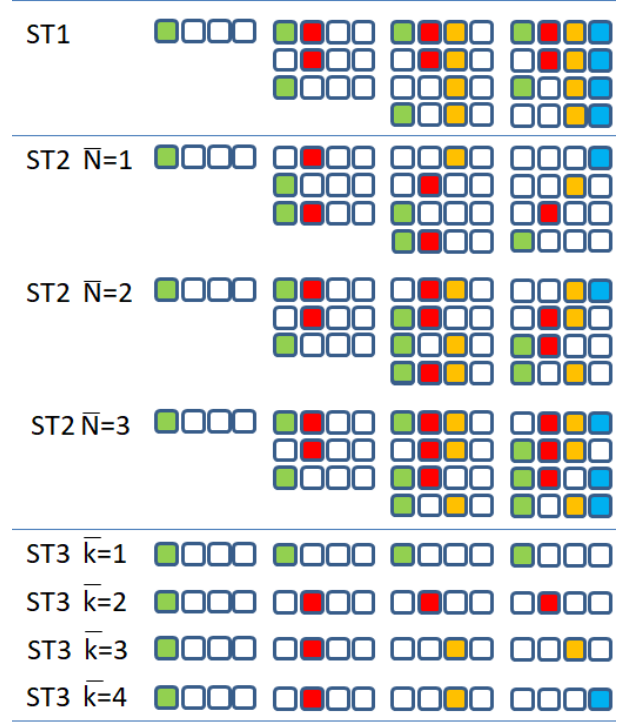 ST1
ST2 N̅=1
ST2 N̅=2
ST2 N̅=3
ST3 k̅=1
ST3 k̅=2
ST3 k̅=3
ST3 k̅=4